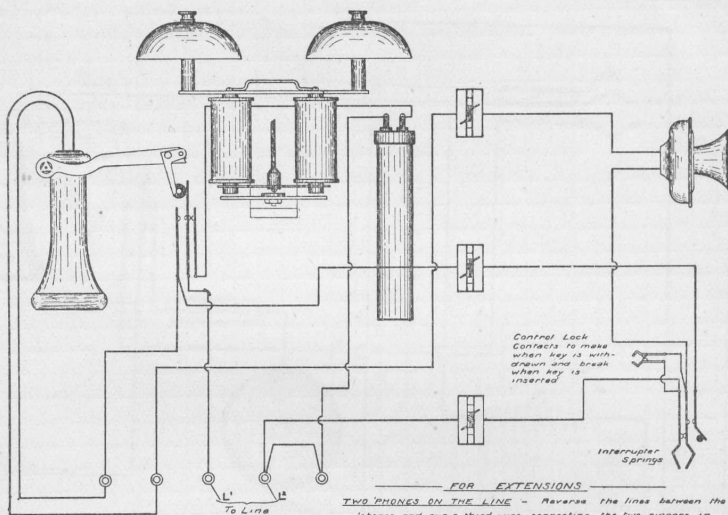 Control Lock
Contacts to make
when key is with-
drawn and break
when key is
inserted
Interrupter
Springs
L¹ L²
To Line
FOR EXTENSIONS
TWO 'PHONES ON THE LINE – Reverse the lines between the